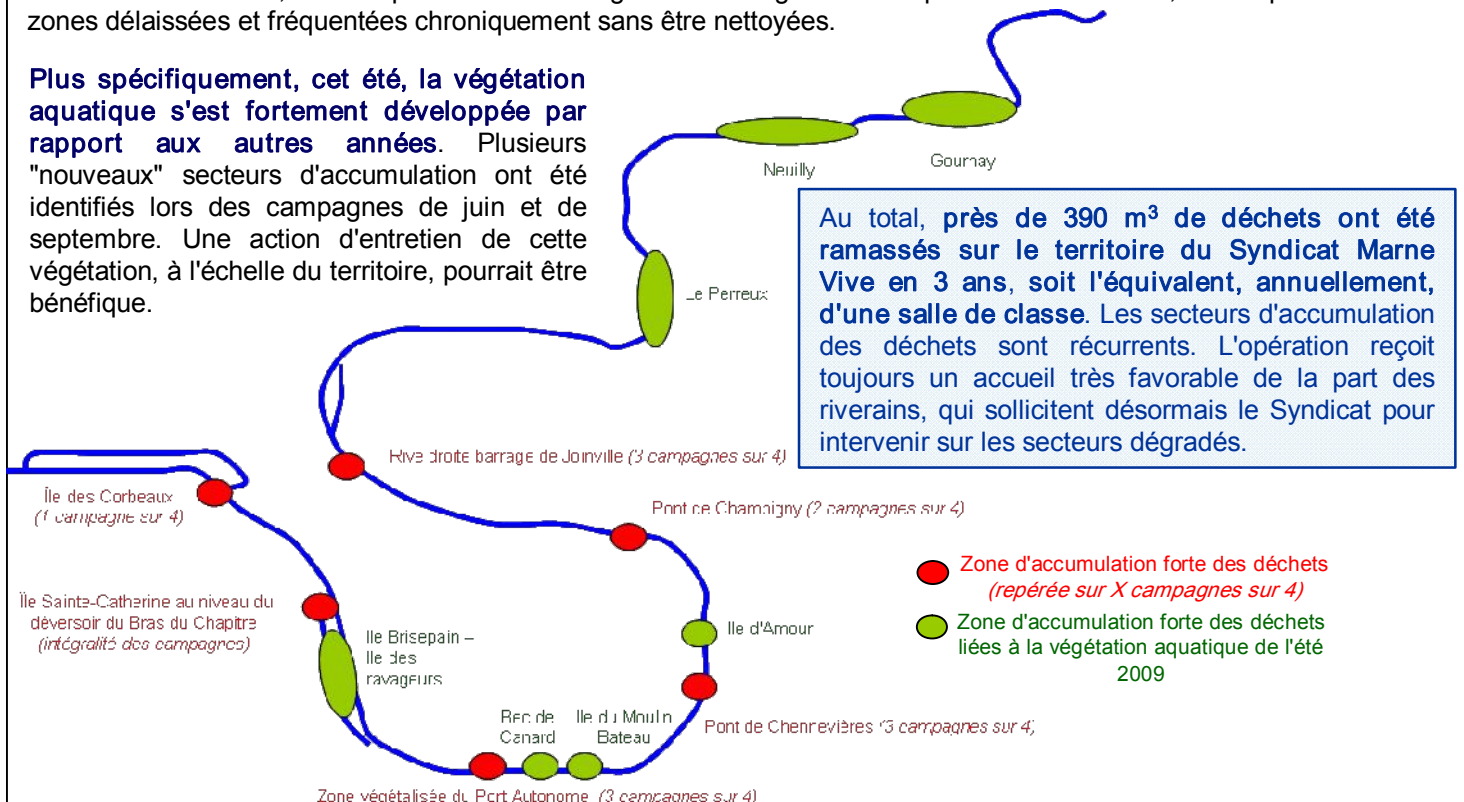 zones délaissées et fréquentées chroniquement sans être nettoyées.
Plus spécifiquement, cet été, la végétation
aquatique s'est fortement développée par
rapport aux autres années. Plusieurs
"nouveaux" secteurs d'accumulation ont été
identifiés lors des campagnes de juin et de
septembre. Une action d'entretien de cette
végétation, à l'échelle du territoire, pourrait être
bénéfique.
Neuilly
Gournay
Au total, près de 390 m³ de déchets ont été
ramassés sur le territoire du Syndicat Marne
Vive en 3 ans, soit l'équivalent, annuellement,
d'une salle de classe. Les secteurs d'accumulation
des déchets sont récurrents. L'opération reçoit
toujours un accueil très favorable de la part des
riverains, qui sollicitent désormais le Syndicat pour
intervenir sur les secteurs dégradés.
Le Perreux
Rive droite barrage de Joinville (3 campagnes sur 4)
Île des Corbeaux
(1 campagne sur 4)
Pont de Champigny (2 campagnes sur 4)
Zone d'accumulation forte des déchets
(repérée sur X campagnes sur 4)
Île Sainte-Catherine au niveau du
déversoir du Bras du Chapitre
(intégralité des campagnes)
Ile Brisepain –
Ile des
ravageurs
Ile d'Amour
Zone d'accumulation forte des déchets
liées à la végétation aquatique de l'été
2009
Bec de
Canard
Ile du Moulin
Bateau
Pont de Chennevières (3 campagnes sur 4)
Zone végétalisée du Port Autonome (3 campagnes sur 4)